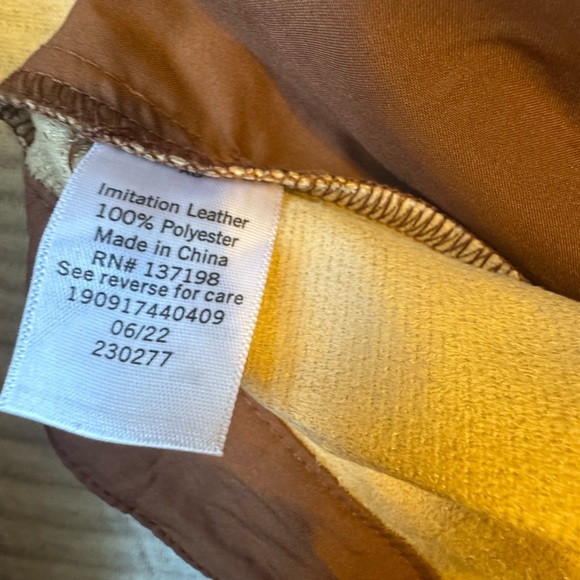 Imitation Leather
100% Polyester
Made in China
RN# 137198
See reverse for care
190917440409
06/22
230277